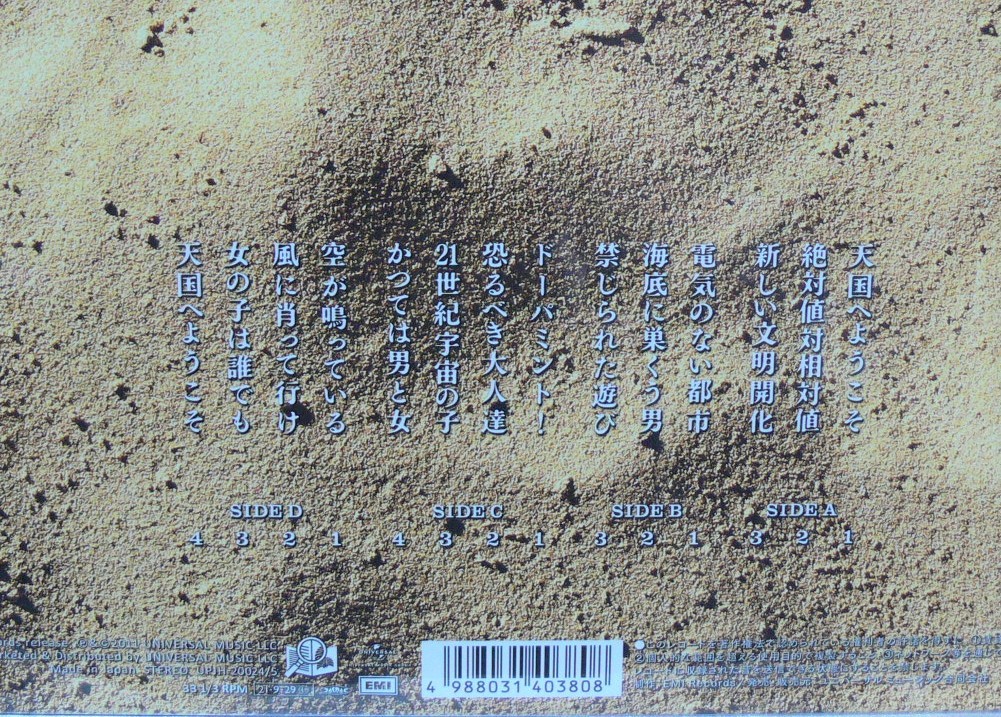 天国へようこそ
絶対値対相対値
新しい文明開化
電気のない都市
海底に巣くう男
禁じられた遊び
ドーパミント!
恐るべき大人達
21世紀宇宙の子
かつては男と女
空が鳴っている
風に肖って行け
女の子は誰でも
天国へようこそ
SIDE D SIDE C SIDE B SIDE A
4 3 2 1 4 3 2 1 3 2 1 3 2 1
UNIVERSAL MUSIC LLC
Distributed by UNIVERSAL MUSIC LLC
Made in Japan STEREO UPJH-20024/5
33 1/3 RPM
EMI
4 988031 403808
EMI Records